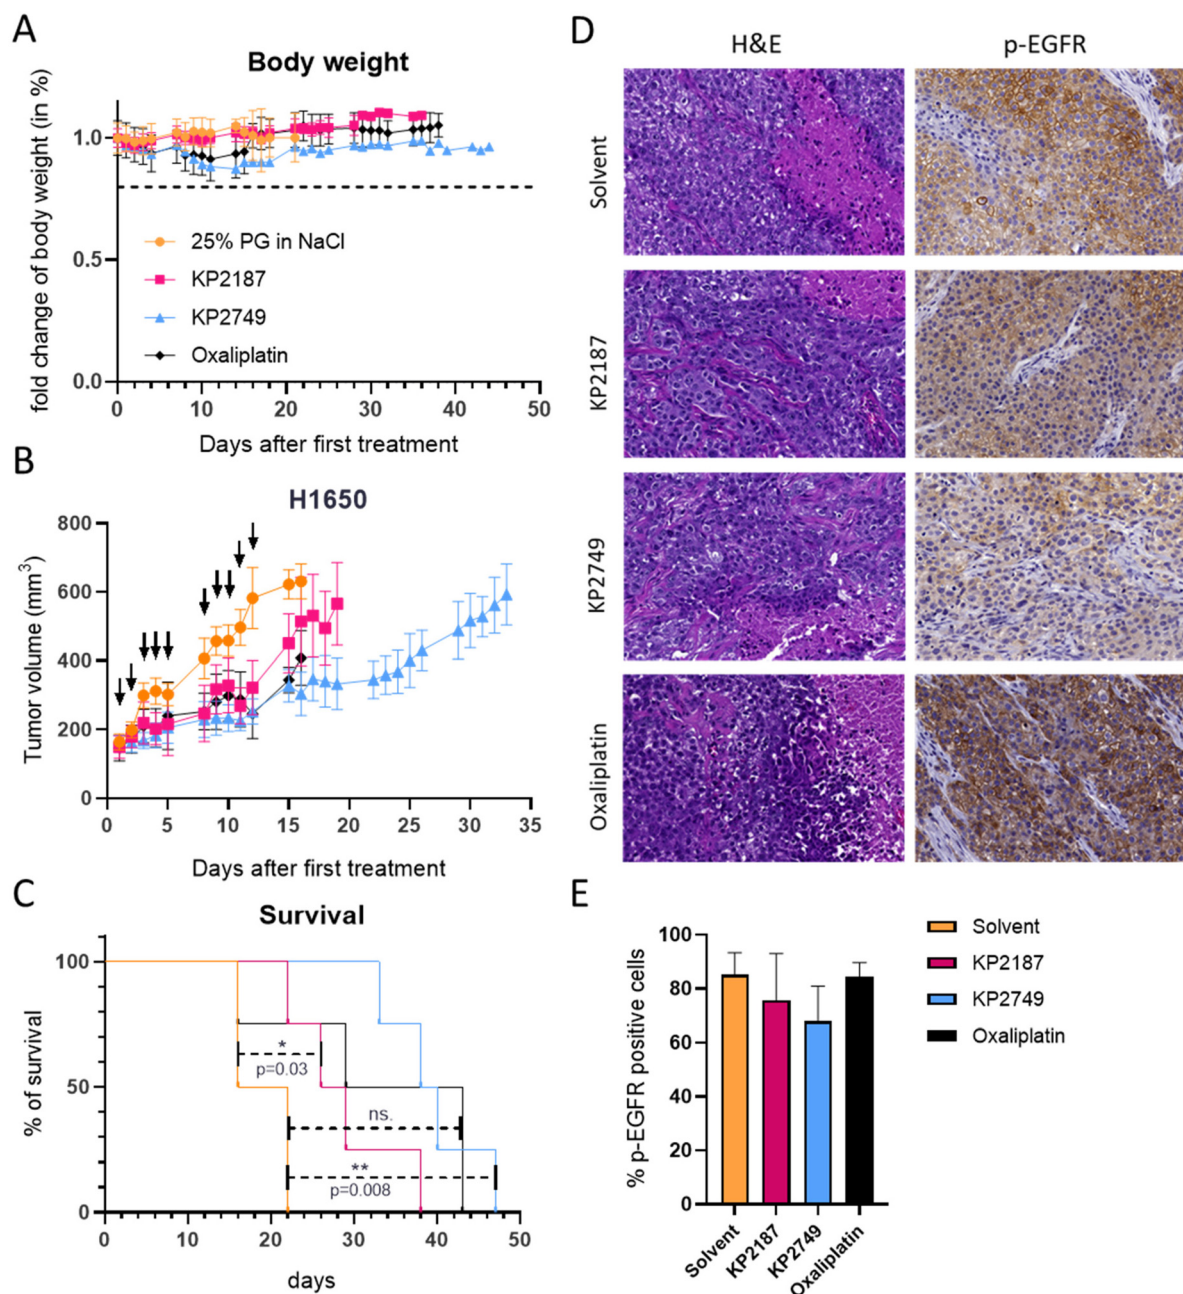 A
Body weight
fold change of body weight (in %)
1.0
0.5
0.0
25% PG in NaCl
KP2187
KP2749
Oxaliplatin
0 10 20 30 40 50
Days after first treatment
B
H1650
Tumor volume (mm³)
800
600
400
200
0
0 5 10 15 20 25 30 35
Days after first treatment
C
Survival
% of survival
100
50
0
*
p=0.03
ns.
**
p=0.008
0 10 20 30 40 50
days
D
H&E p-EGFR
Solvent
KP2187
KP2749
Oxaliplatin
E
% p-EGFR positive cells
100
80
60
40
20
0
Solvent
KP2187
KP2749
Oxaliplatin
Solvent
KP2187
KP2749
Oxaliplatin